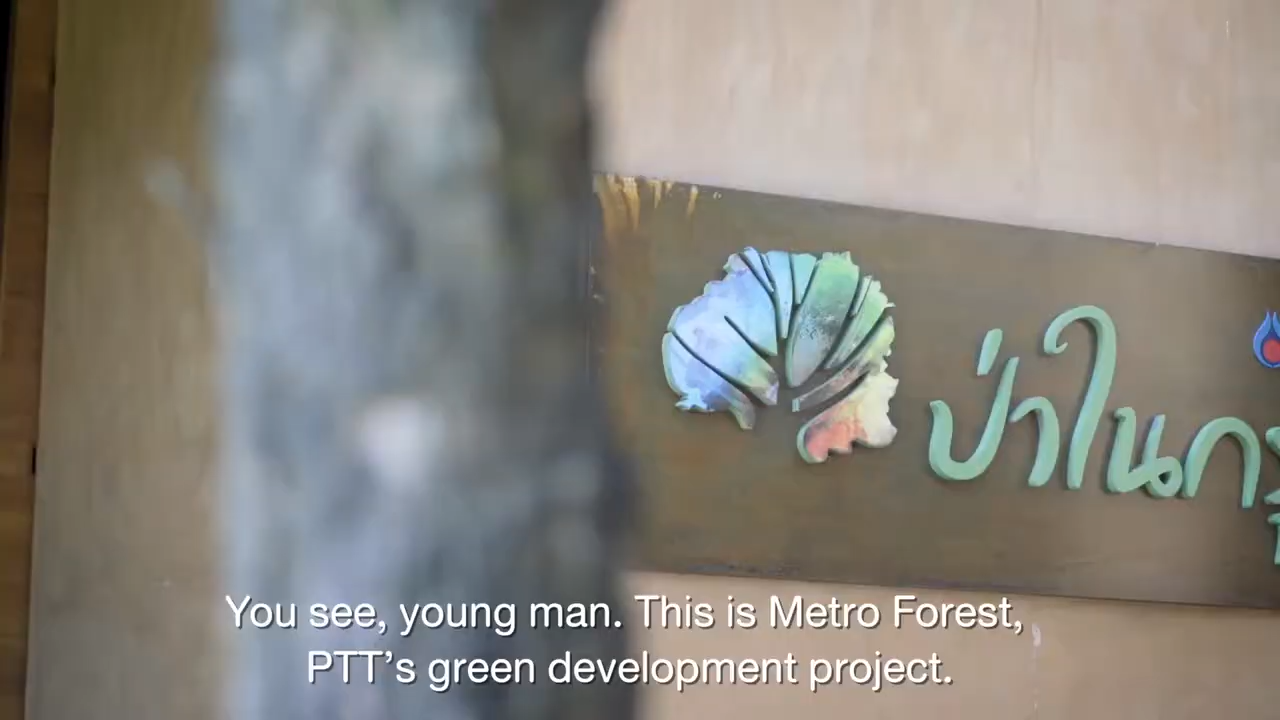 ป่าในก
You see, young man. This is Metro Forest,
PTT’s green development project.